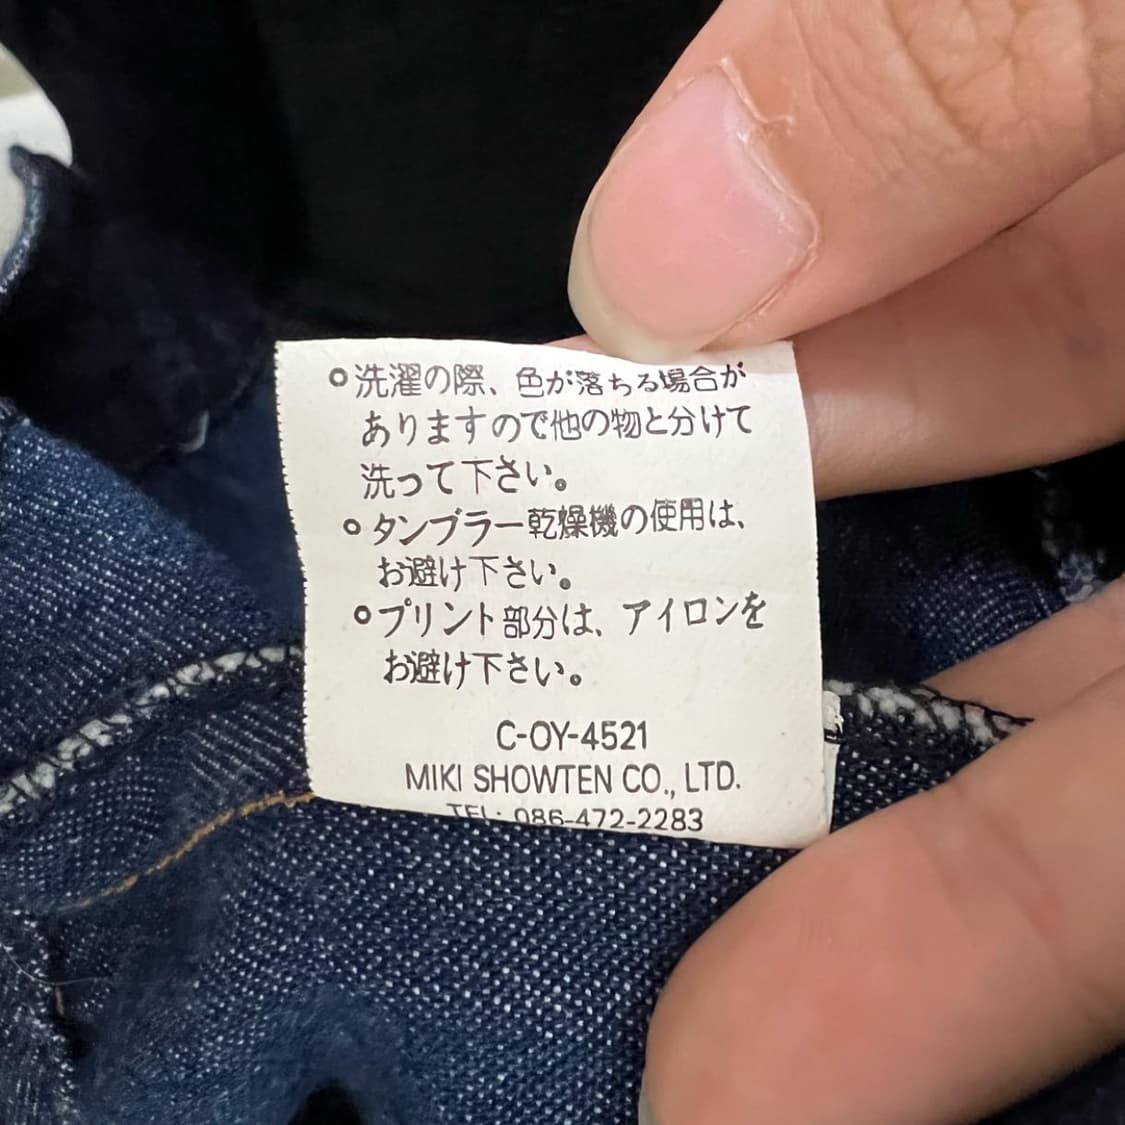 ○洗濯の際、色が落ちる場合が
ありますので他の物と分けて
洗って下さい。
○タンブラー乾燥機の使用は、
お避け下さい。
○プリント部分は、アイロンを
お避け下さい。
C-OY-4521
MIKI SHOWTEN CO., LTD.
TEL: 086-472-2283